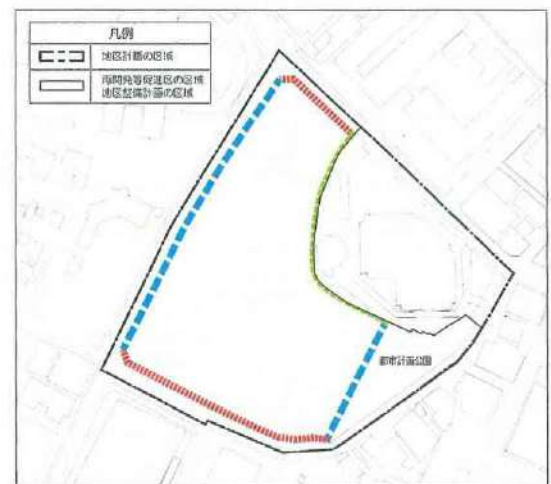 凡例
地区計画の区域
再開発等促進区の区域
地区整備計画の区域
都市計画公園